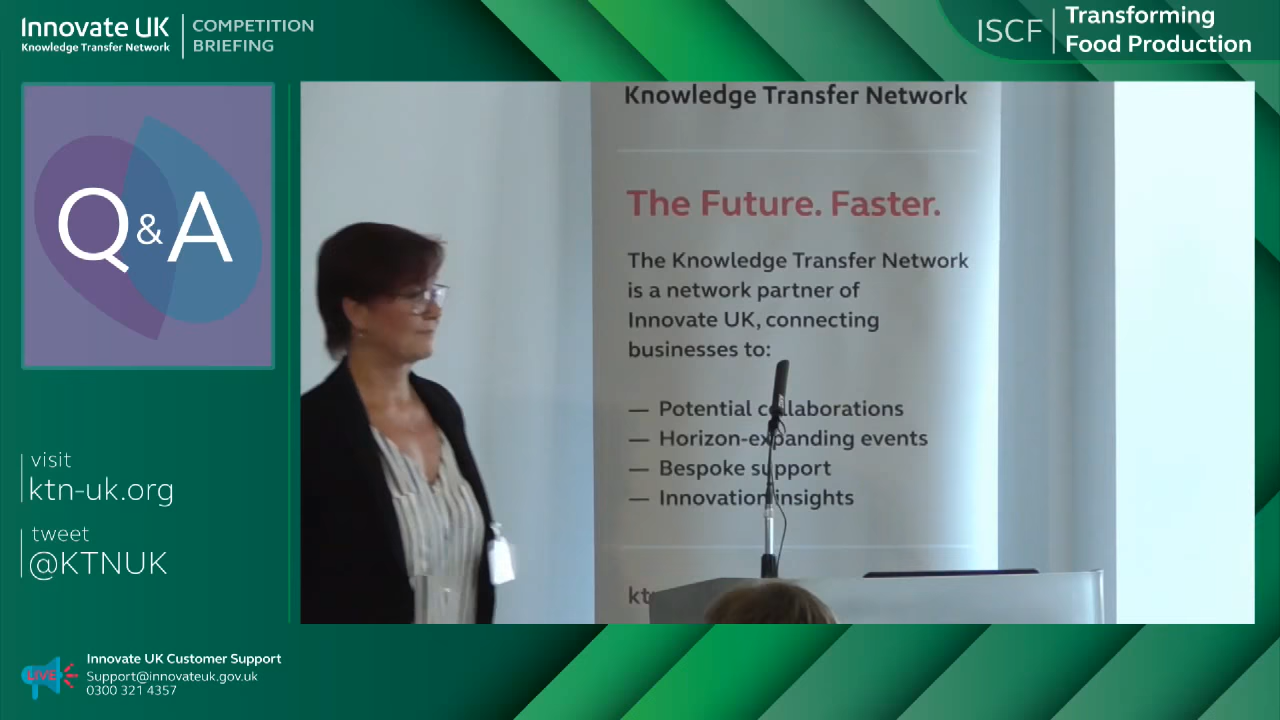 Innovate UK
Knowledge Transfer Network
COMPETITION
BRIEFING
ISCF
Transforming
Food Production
Q&A
visit
ktn-uk.org
tweet
@KTNUK
LIVE
Innovate UK Customer Support
Support@innovateuk.gov.uk
0300 321 4357
Knowledge Transfer Network
The Future. Faster.
The Knowledge Transfer Network
is a network partner of
Innovate UK, connecting
businesses to:
— Potential collaborations
— Horizon-expanding events
— Bespoke support
— Innovation insights